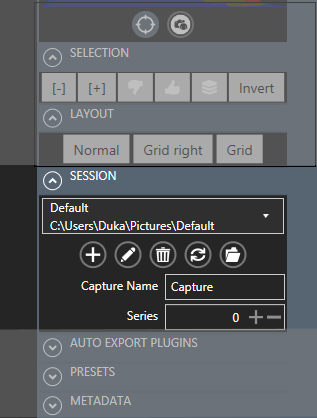 SELECTION
[-] [+] Invert
LAYOUT
Normal Grid right Grid
SESSION
Default
C:\Users\Duka\Pictures\Default
Capture Name Capture
Series 0
AUTO EXPORT PLUGINS
PRESETS
METADATA